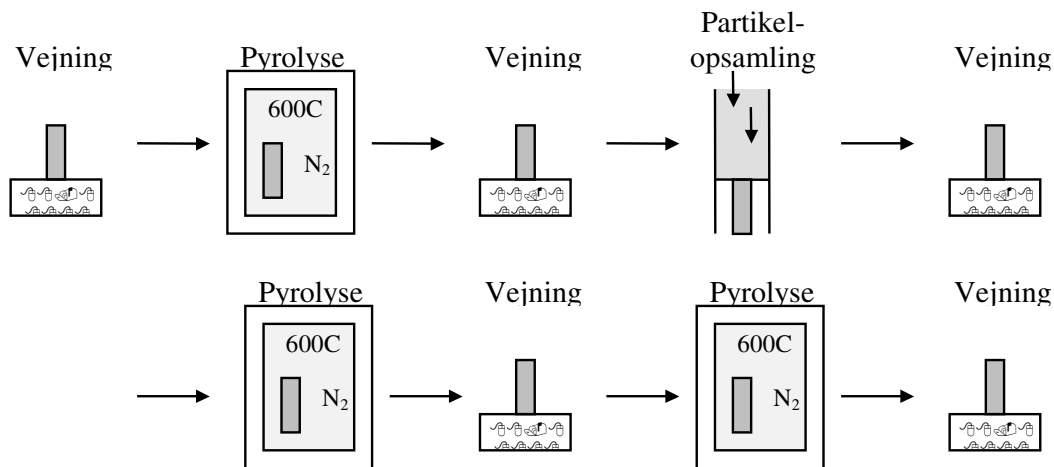 Vejning
Pyrolyse
600C
N₂
Vejning
Partikel-
opsamling
Vejning
Pyrolyse
600C
N₂
Vejning
Pyrolyse
600C
N₂
Vejning